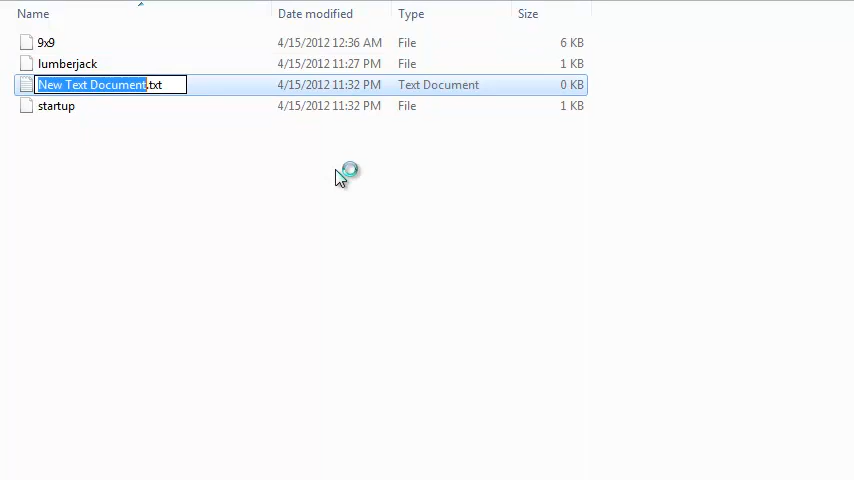 Name Date modified Type Size
9x9 4/15/2012 12:36 AM File 6 KB
lumberjack 4/15/2012 11:27 PM File 1 KB
New Text Document.txt 4/15/2012 11:32 PM Text Document 0 KB
startup 4/15/2012 11:32 PM File 1 KB